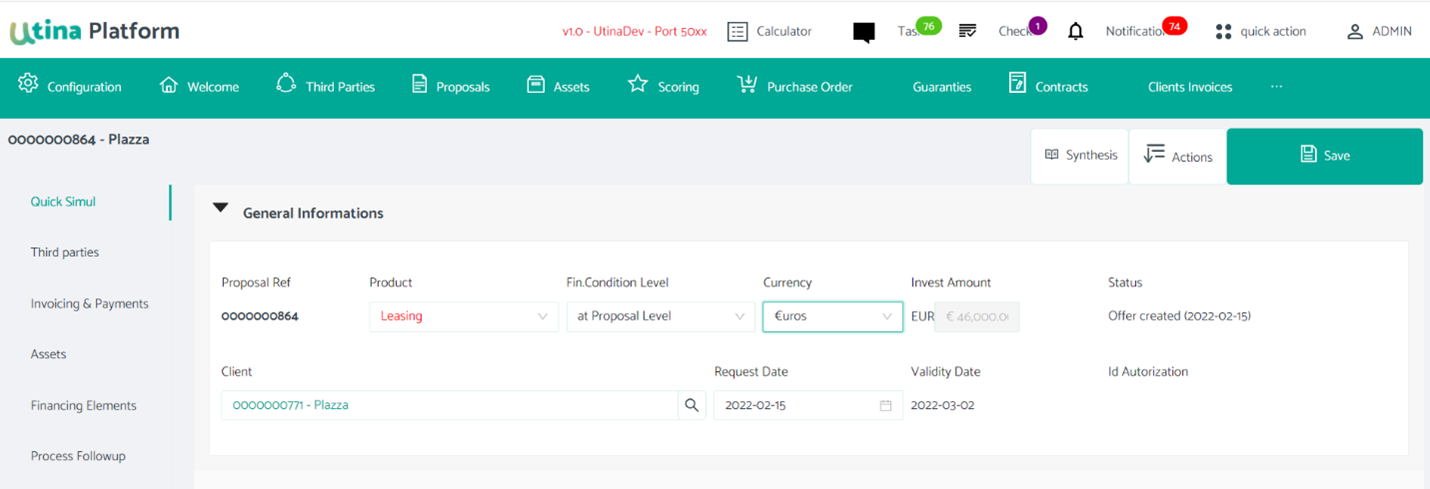 Utina Platform
v1.0 - UtinaDev - Port 50xx
Calculator
76
1
Notification
74
quick action
ADMIN
Configuration
Welcome
Third Parties
Proposals
Assets
Scoring
Purchase Order
Guaranties
Contracts
Clients Invoices
...
0000000864 - Plazza
Synthesis
Actions
Save
Quick Simul
Third parties
Invoicing & Payments
Assets
Financing Elements
Process Followup
General Informations
Proposal Ref
Product
Fin.Condition Level
Currency
Invest Amount
Status
0000000864
Leasing
at Proposal Level
€uros
EUR
€ 46,000.0
Offer created (2022-02-15)
Client
Request Date
Validity Date
Id Autorization
0000000771 - Plazza
2022-02-15
2022-03-02